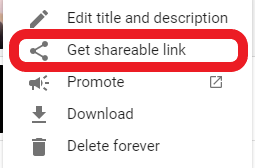 Edit title and description
Get shareable link
Promote
Download
Delete forever